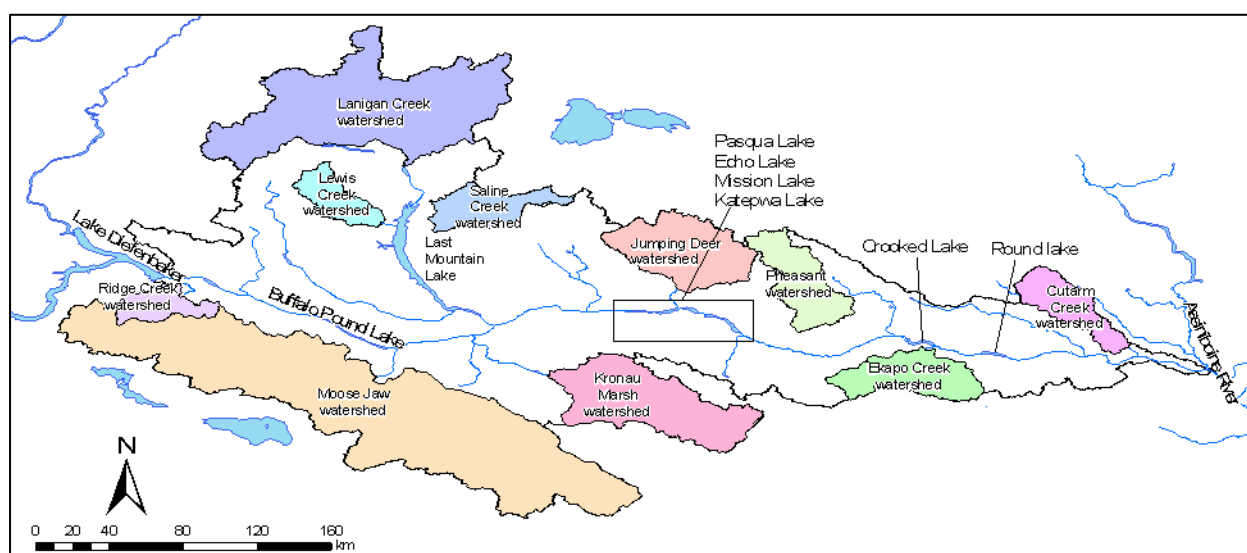 Lanigan Creek
watershed
Pasqua Lake
Echo Lake
Mission Lake
Katepwa Lake
Lewis
Creek
watershed
Saline
Creek
watershed
Lake Diefenbaker
Last
Mountain
Lake
Jumping Deer
watershed
Pheasant
watershed
Crooked Lake
Round lake
Cutarm
Creek
watershed
Ridge Creek
watershed
Buffalo Pound Lake
Assiniboine River
Moose Jaw
watershed
Kronau
Marsh
watershed
Ekapo Creek
watershed
N
0 20 40 80 120 160
km